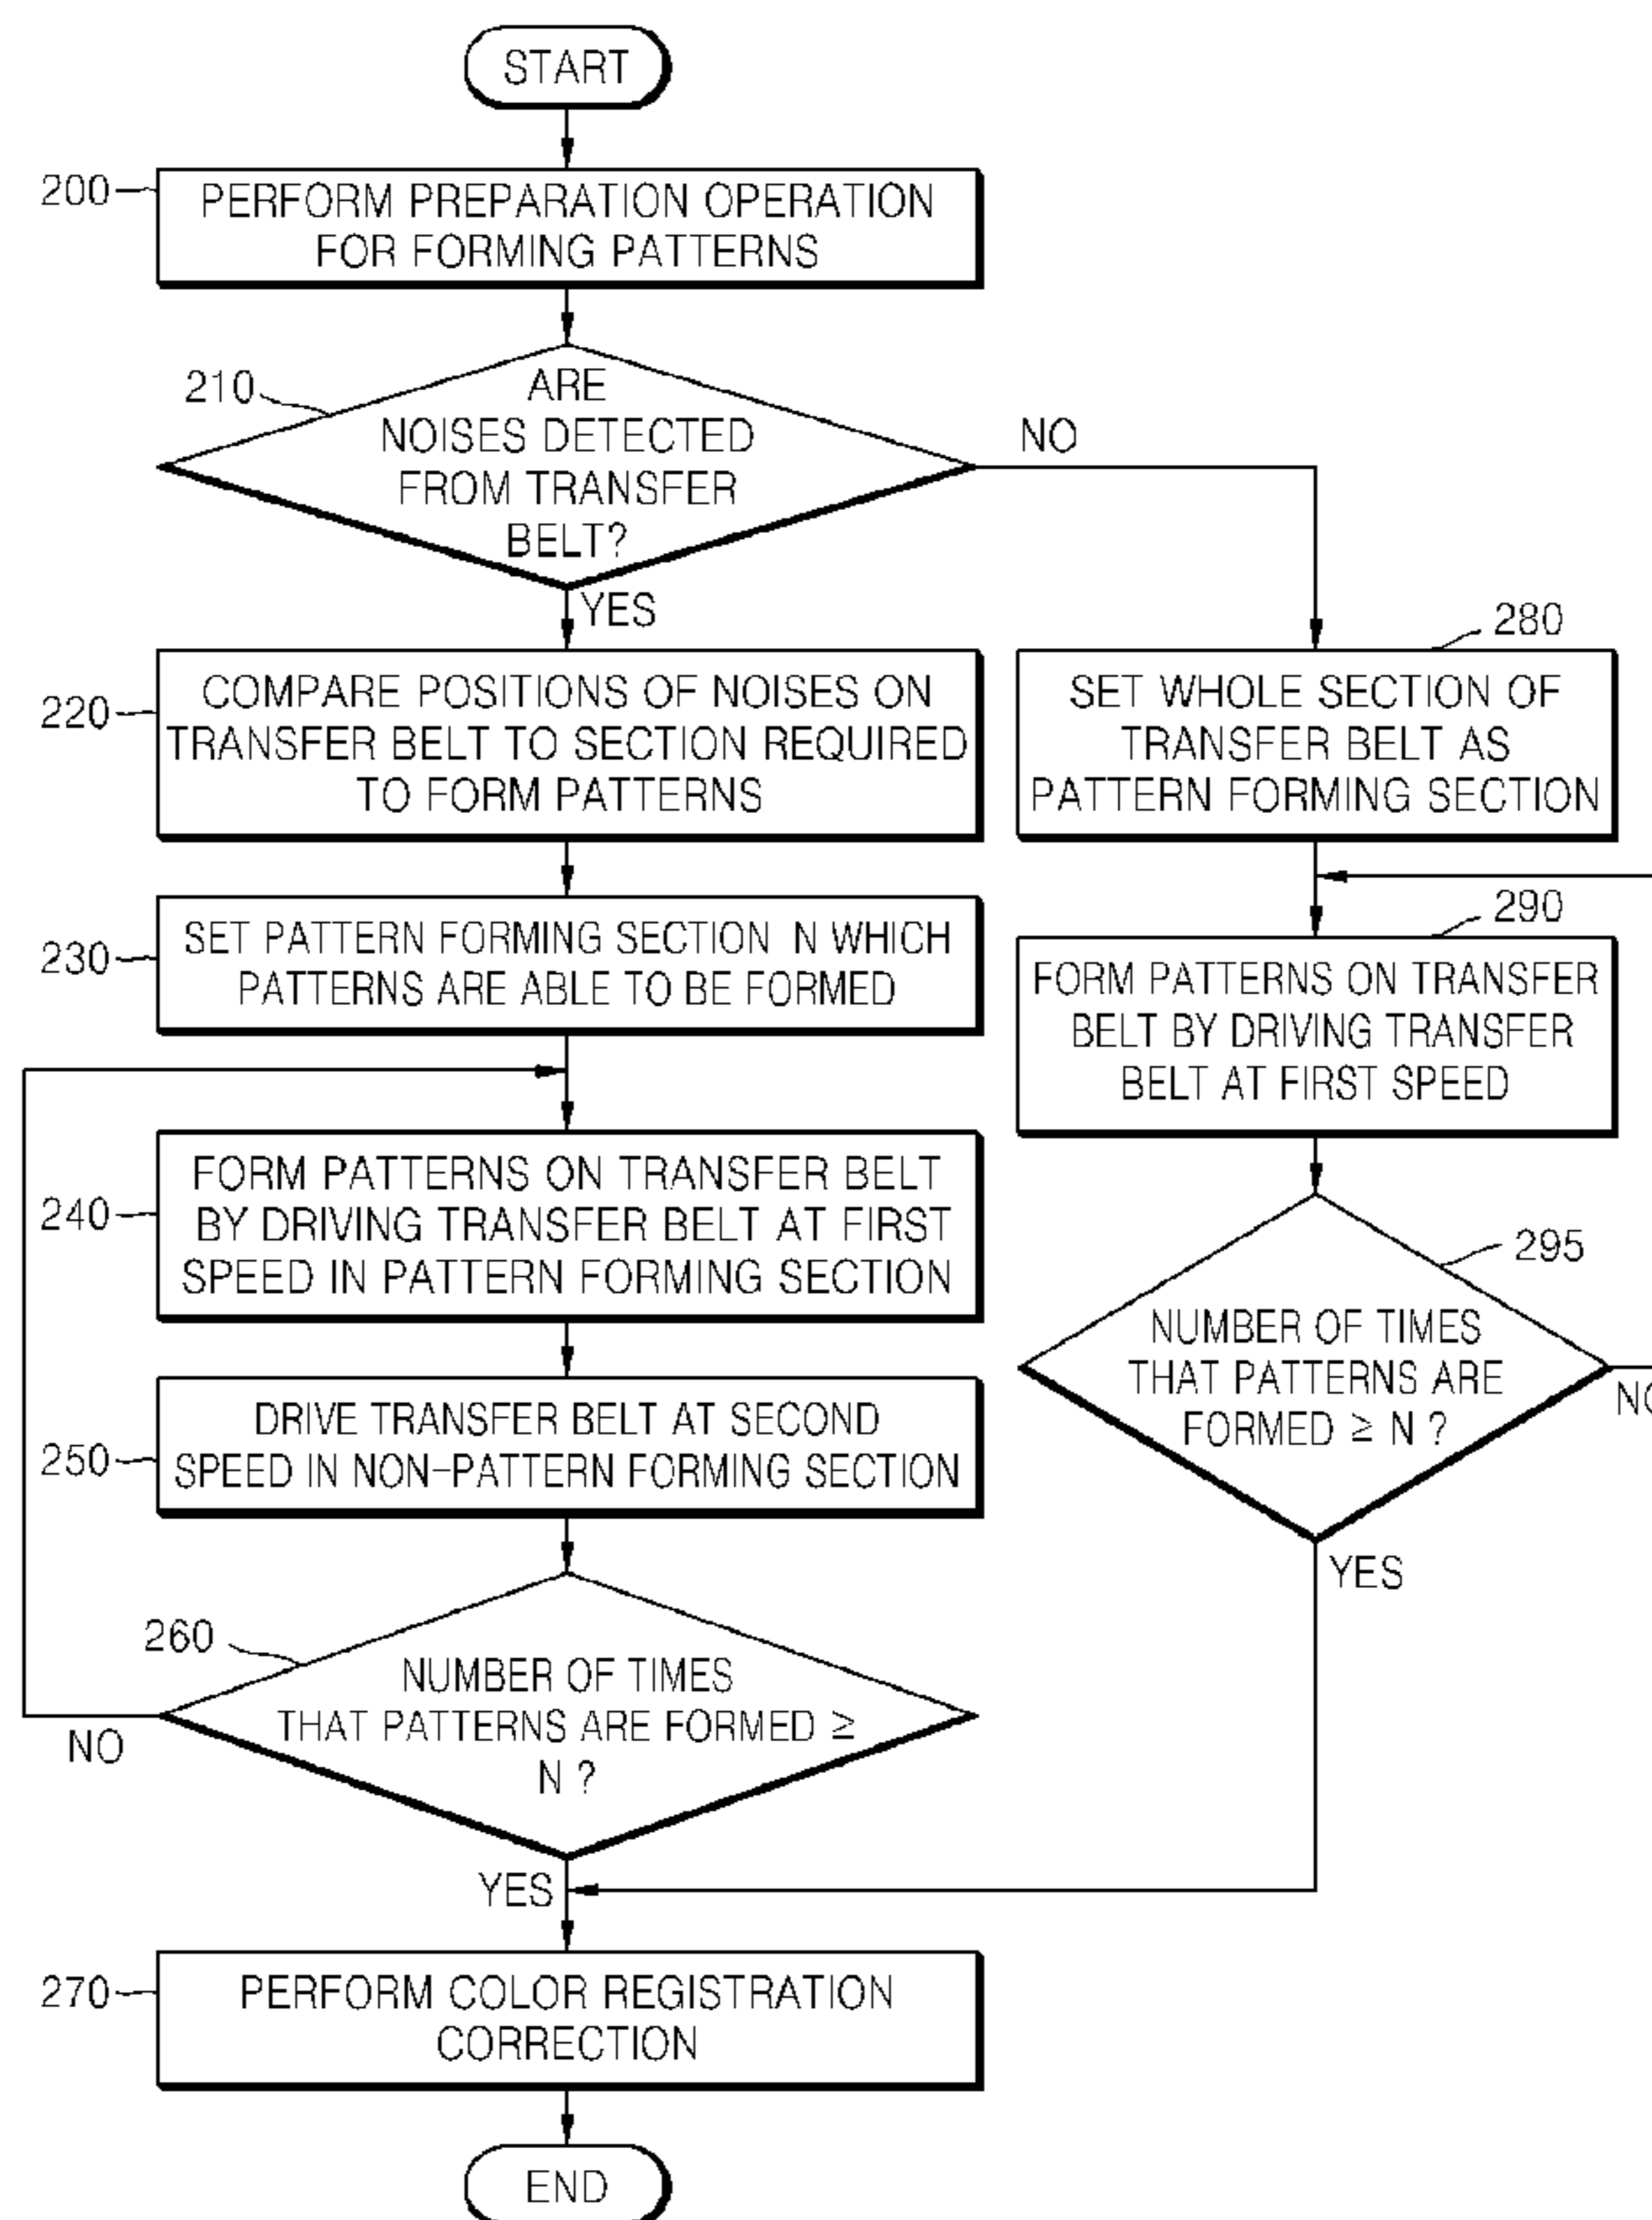 START
200
PERFORM PREPARATION OPERATION
FOR FORMING PATTERNS
210
ARE
NOISES DETECTED
FROM TRANSFER
BELT?
NO
YES
220
COMPARE POSITIONS OF NOISES ON
TRANSFER BELT TO SECTION REQUIRED
TO FORM PATTERNS
280
SET WHOLE SECTION OF
TRANSFER BELT AS
PATTERN FORMING SECTION
230
SET PATTERN FORMING SECTION N WHICH
PATTERNS ARE ABLE TO BE FORMED
290
FORM PATTERNS ON TRANSFER
BELT BY DRIVING TRANSFER
BELT AT FIRST SPEED
240
FORM PATTERNS ON TRANSFER BELT
BY DRIVING TRANSFER BELT AT FIRST
SPEED IN PATTERN FORMING SECTION
295
NUMBER OF TIMES
THAT PATTERNS ARE
FORMED ≥ N ?
NO
YES
250
DRIVE TRANSFER BELT AT SECOND
SPEED IN NON-PATTERN FORMING SECTION
260
NUMBER OF TIMES
THAT PATTERNS ARE FORMED ≥
N ?
NO
YES
270
PERFORM COLOR REGISTRATION
CORRECTION
END